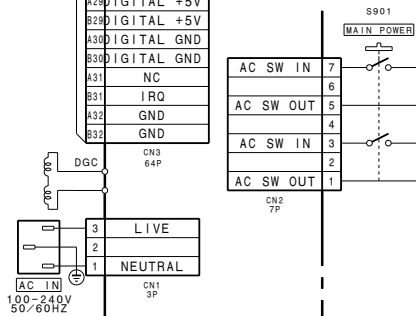 A29 DIGITAL +5V
B29 DIGITAL +5V
A30 DIGITAL GND
B30 DIGITAL GND
A31 NC
B31 IRQ
A32 GND
B32 GND
CN3
64P
DGC
3 LIVE
2
1 NEUTRAL
CN1
3P
AC IN
100-240V
50/60HZ
S901
MAIN POWER
AC SW IN 7
6
AC SW OUT 5
4
AC SW IN 3
2
AC SW OUT 1
CN2
7P